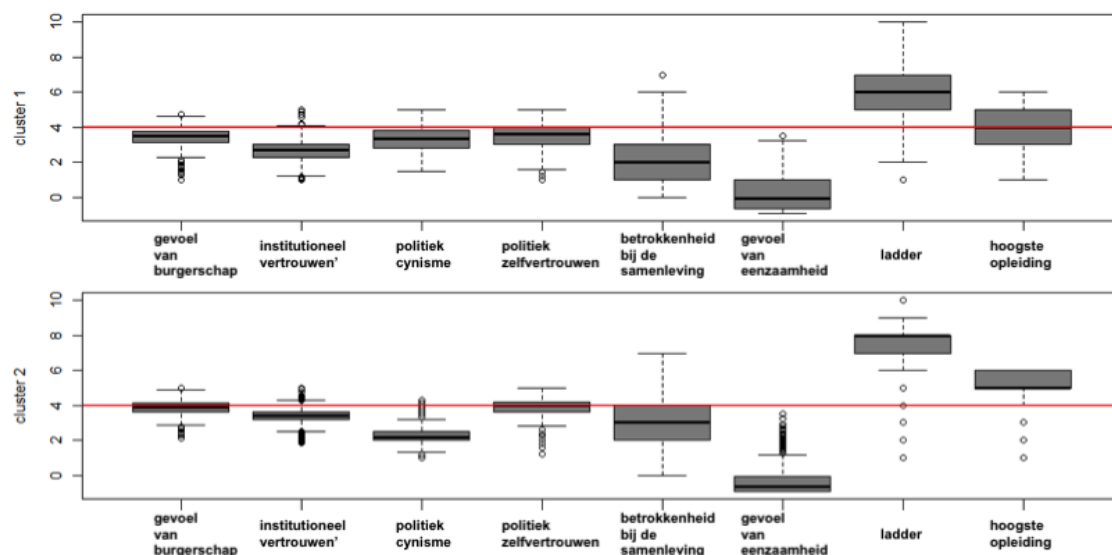 10
8
6
4
2
0
cluster 1
gevoel
van
burgerschap
institutioneel
vertrouwen’
politiek
cynisme
politiek
zelfvertrouwen
betrokkenheid
bij de
samenleving
gevoel
van
eenzaamheid
ladder
hoogste
opleiding
10
8
6
4
2
0
cluster 2
gevoel
van
burgerschap
institutioneel
vertrouwen’
politiek
cynisme
politiek
zelfvertrouwen
betrokkenheid
bij de
samenleving
gevoel
van
eenzaamheid
ladder
hoogste
opleiding